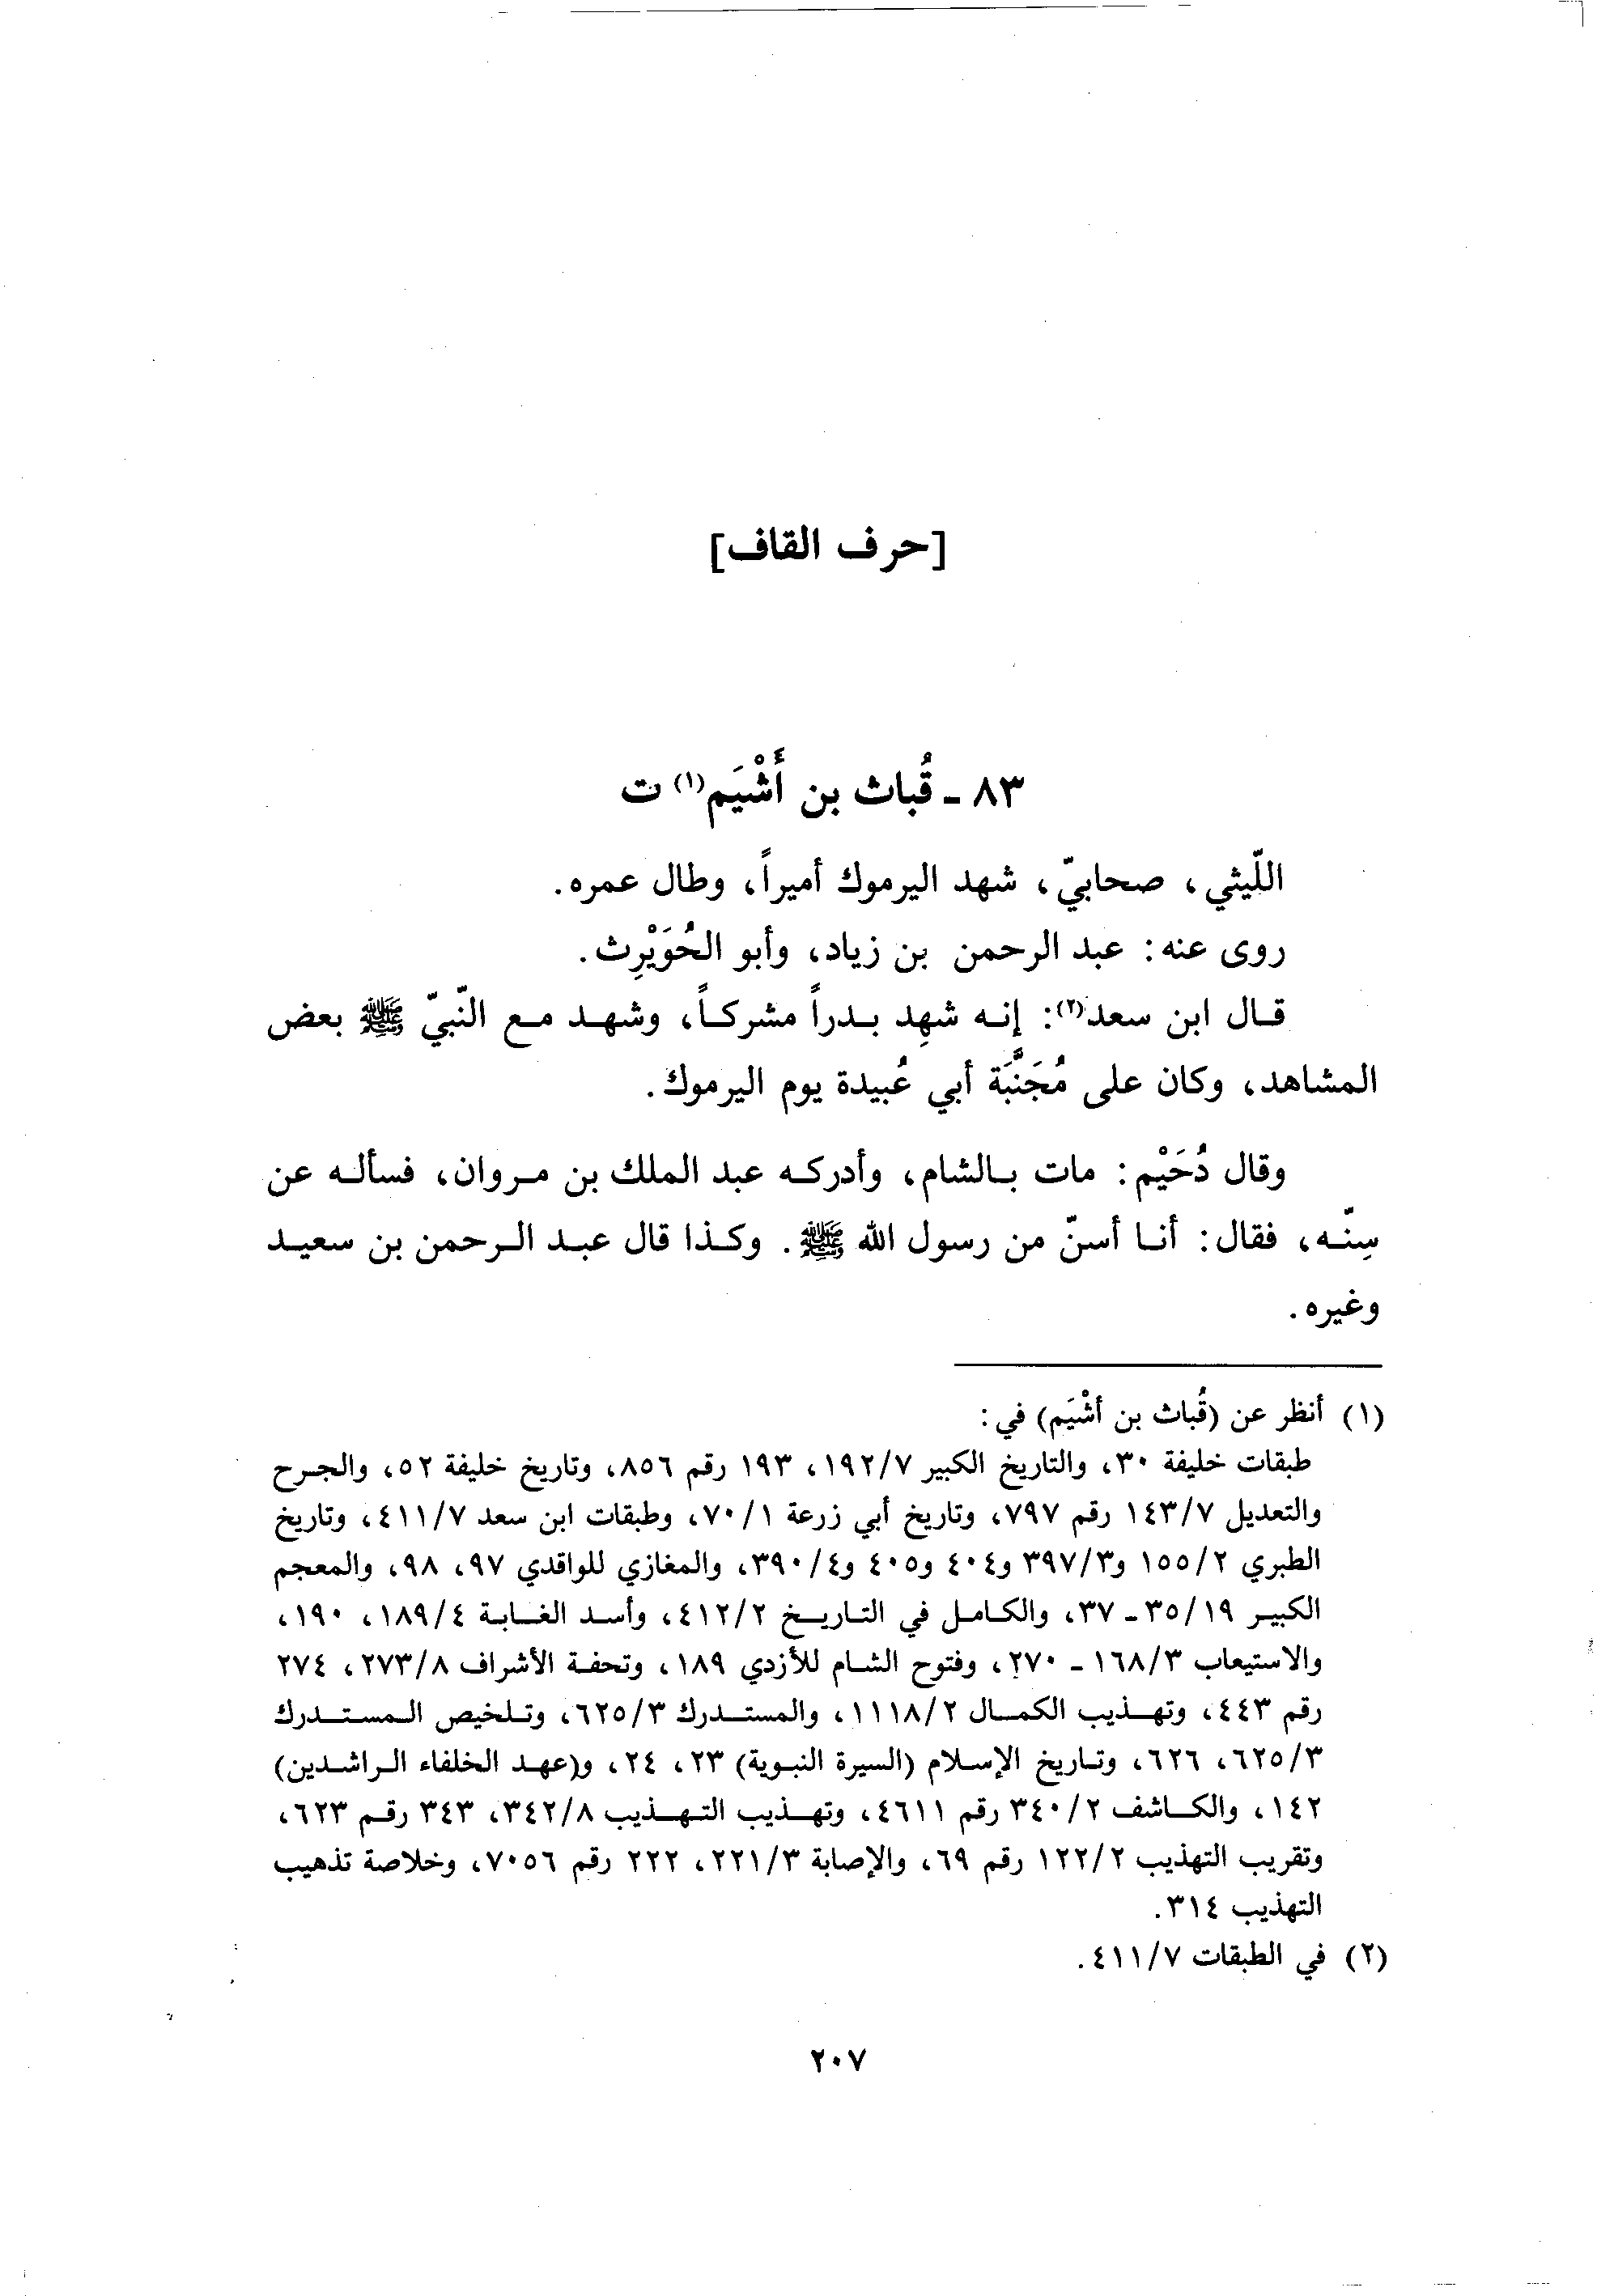 [حرف القاف]
٨٣ ـ قُباث بن أَشْيَم(١) ت
اللّيثي، صحابيّ، شهد اليرموك أميراً، وطال عمره.
روى عنه: عبد الرحمن بن زياد، وأبو الحُوَيْرِث.
قال ابن سعد(٢): إنه شهِد بدراً مشركاً، وشهد مع النّبيّ ﷺ بعض
المشاهد، وكان على مُجَنَّبَة أبي عُبيدة يوم اليرموك.
وقال دُحَيْم: مات بالشام، وأدركه عبد الملك بن مروان، فسأله عن
سِنّه، فقال: أنا أسنّ من رسول الله ﷺ. وكذا قال عبد الرحمن بن سعيد
وغيره.
(١) أنظر عن (قُباث بن أشْيَم) في:
طبقات خليفة ٣٠، والتاريخ الكبير ١٩٢/٧، ١٩٣ رقم ٨٥٦، وتاريخ خليفة ٥٢، والجرح
والتعديل ١٤٣/٧ رقم ٧٩٧، وتاريخ أبي زرعة ٧٠/١، وطبقات ابن سعد ٤١١/٧، وتاريخ
الطبري ١٥٥/٢ و٣٩٧/٣ و٤٠٤ و٤٠٥ و٣٩٠/٤، والمغازي للواقدي ٩٧، ٩٨، والمعجم
الكبير ٣٥/١٩ ـ ٣٧، والكامل في التاريخ ٤١٢/٢، وأسد الغابة ١٨٩/٤، ١٩٠،
والاستيعاب ١٦٨/٣ ـ ٢٧٠، وفتوح الشام للأزدي ١٨٩، وتحفة الأشراف ٢٧٣/٨، ٢٧٤
رقم ٤٤٣، وتهذيب الكمال ١١١٨/٢، والمستدرك ٦٢٥/٣، وتلخيص المستدرك
٦٢٥/٣، ٦٢٦، وتاريخ الإسلام (السيرة النبوية) ٢٣، ٢٤، و(عهد الخلفاء الراشدين)
١٤٢، والكاشف ٣٤٠/٢ رقم ٤٦١١، وتهذيب التهذيب ٣٤٢/٨، ٣٤٣ رقم ٦٢٣،
وتقريب التهذيب ١٢٢/٢ رقم ٦٩، والإصابة ٢٢١/٣، ٢٢٢ رقم ٧٠٥٦، وخلاصة تذهيب
التهذيب ٣١٤.
(٢) في الطبقات ٤١١/٧.
٢٠٧